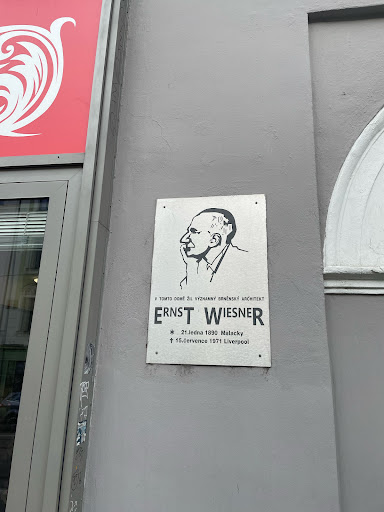 V TOMTO DOMĚ ŽIL VÝZNAMNÝ BRNĚNSKÝ ARCHITEKT
ERNST WIESNER
* 21.ledna 1890 Malacky
† 15.července 1971 Liverpool